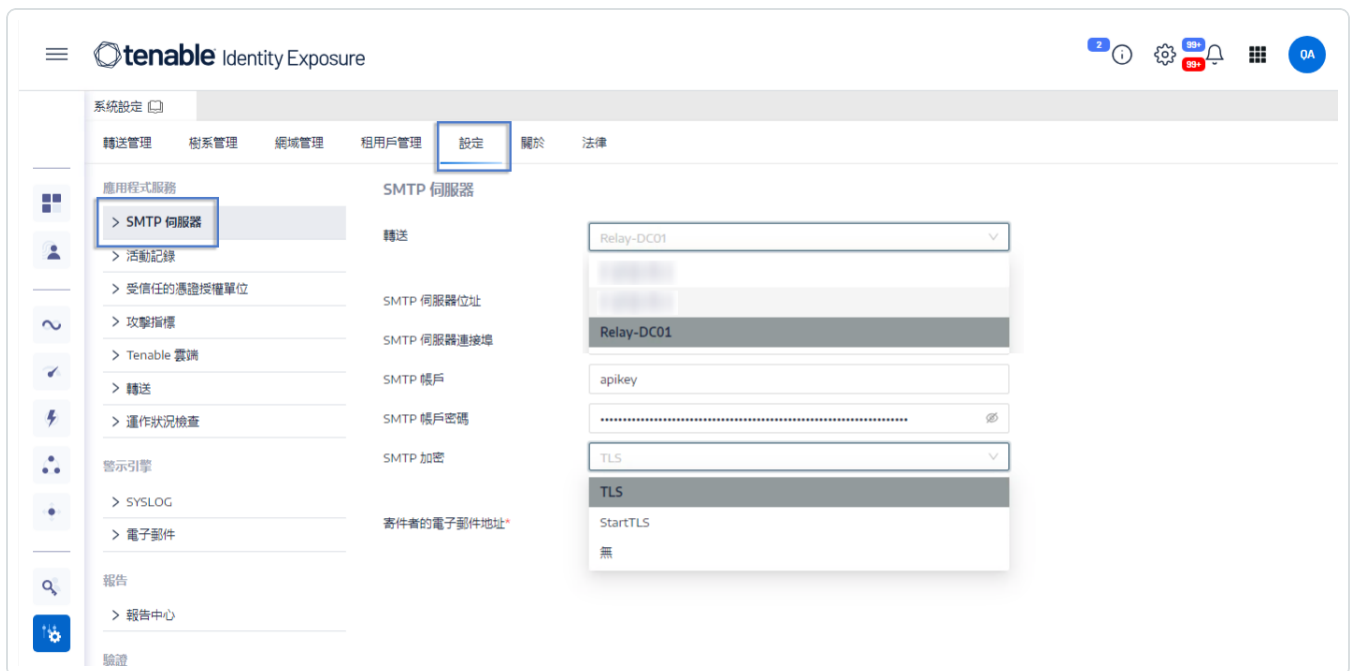 tenable Identity Exposure
2
99+
99+
QA
系統設定
轉送管理 樹系管理 網域管理 租用戶管理 設定 關於 法律
應用程式服務
> SMTP 伺服器
> 活動記錄
> 受信任的憑證授權單位
> 攻擊指標
> Tenable 雲端
> 轉送
> 運作狀況檢查
警示引擎
> SYSLOG
> 電子郵件
報告
> 報告中心
驗證
SMTP 伺服器
轉送 Relay-DC01
SMTP 伺服器位址
Relay-DC01
SMTP 伺服器連接埠
SMTP 帳戶 apikey
SMTP 帳戶密碼
SMTP 加密 TLS
TLS
寄件者的電子郵件地址*
StartTLS
無